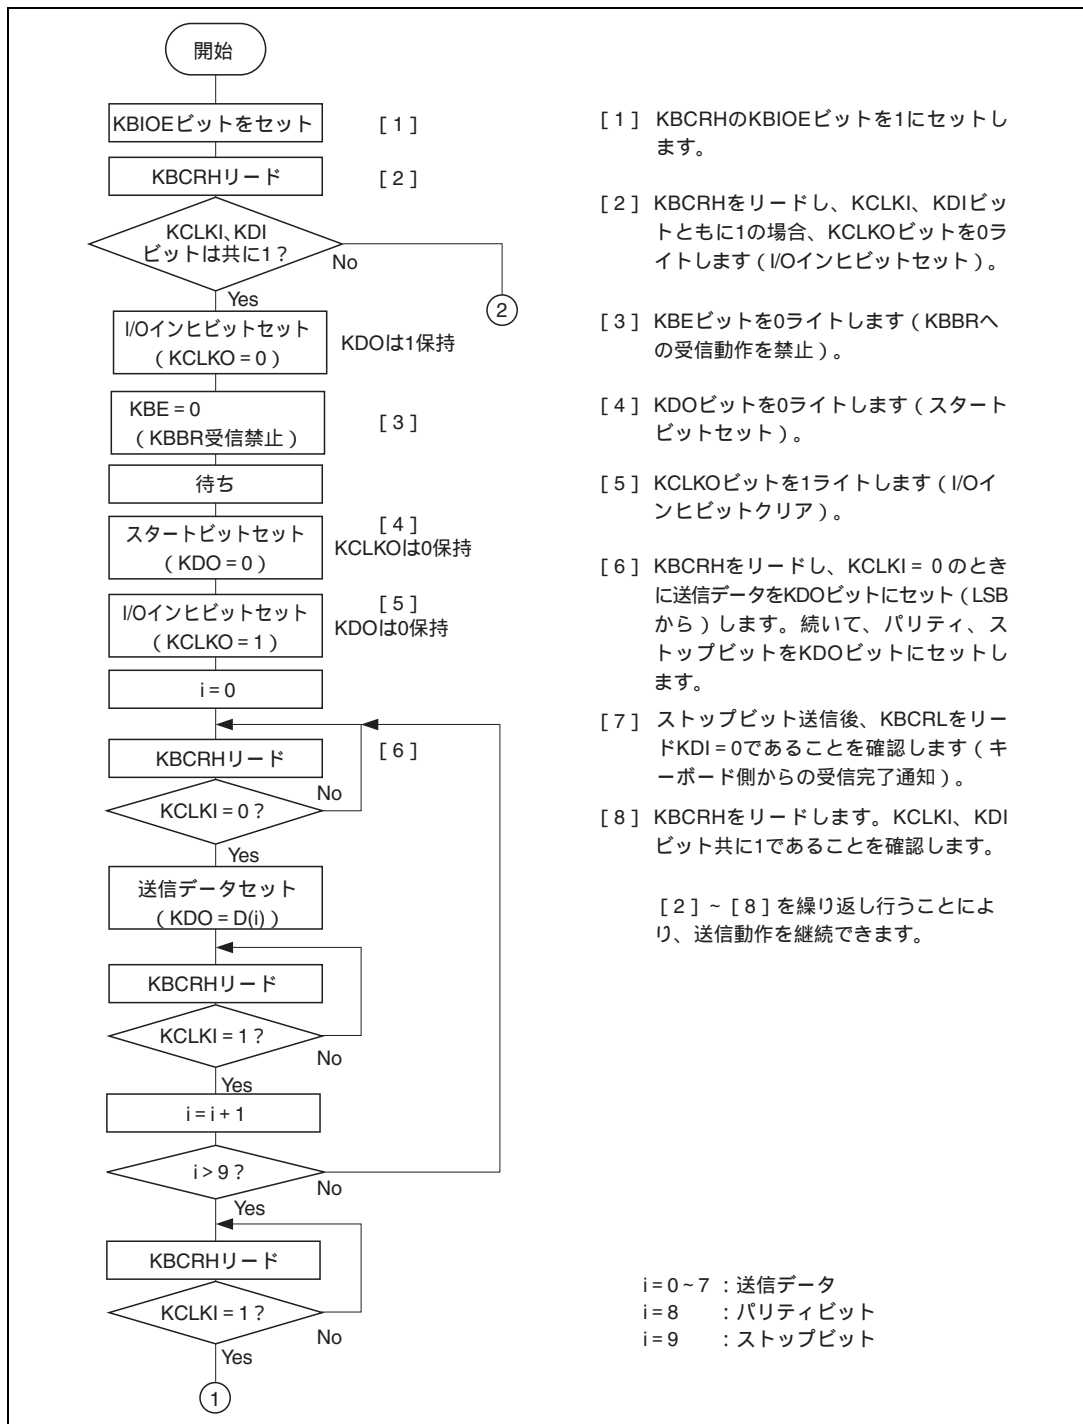 開始
KBIOEビットをセット
[1]
KBCRHリード
[2]
KCLKI、KDI
ビットは共に1?
No
2
Yes
I/Oインヒビットセット
(KCLKO = 0)
KDOは1保持
KBE = 0
(KBBR受信禁止)
[3]
待ち
スタートビットセット
(KDO = 0)
[4]
KCLKOは0保持
I/Oインヒビットセット
(KCLKO = 1)
[5]
KDOは0保持
i = 0
KBCRHリード
[6]
KCLKI = 0?
No
Yes
送信データセット
(KDO = D(i))
KBCRHリード
KCLKI = 1?
No
Yes
i = i + 1
i > 9?
No
Yes
KBCRHリード
KCLKI = 1?
No
Yes
1
[1] KBCRHのKBIOEビットを1にセットし
ます。
[2] KBCRHをリードし、KCLKI、KDIビッ
トともに1の場合、KCLKOビットを0ラ
イトします(I/Oインヒビットセット)。
[3] KBEビットを0ライトします(KBBRへ
の受信動作を禁止)。
[4] KDOビットを0ライトします(スタート
ビットセット)。
[5] KCLKOビットを1ライトします(I/Oイ
ンヒビットクリア)。
[6] KBCRHをリードし、KCLKI = 0のとき
に送信データをKDOビットにセット(LSB
から)します。続いて、パリティ、ス
トップビットをKDOビットにセットし
ます。
[7] ストップビット送信後、KBCRLをリー
ドKDI = 0であることを確認します(キ
ーボード側からの受信完了通知)。
[8] KBCRHをリードします。KCLKI、KDI
ビット共に1であることを確認します。
[2] ~ [8] を繰り返し行うことによ
り、送信動作を継続できます。
i = 0~7 : 送信データ
i = 8 : パリティビット
i = 9 : ストップビット